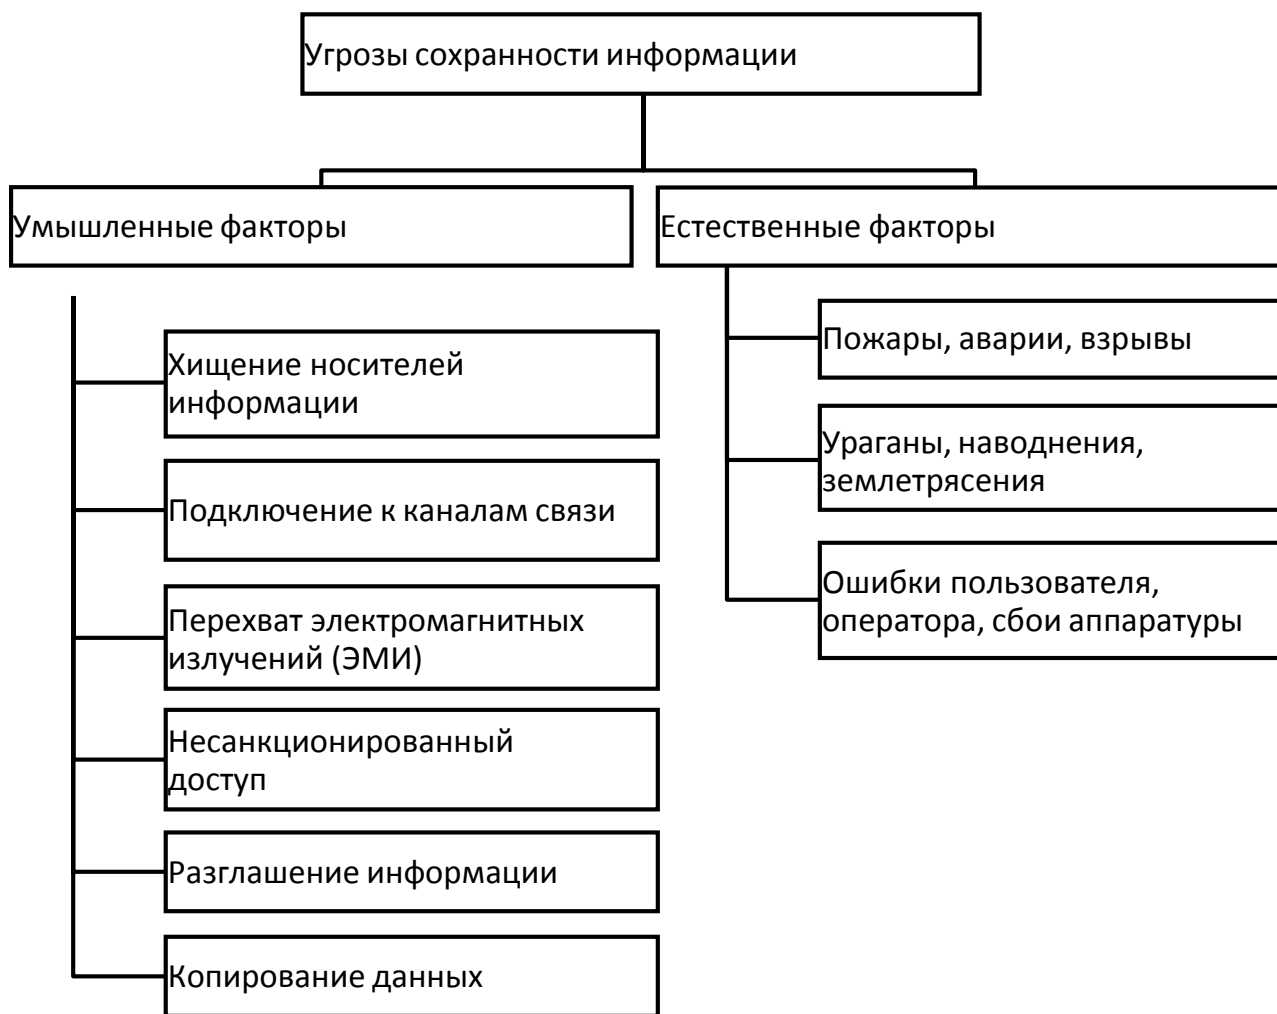 Угрозы сохранности информации
Умышленные факторы
Естественные факторы
Хищение носителей
информации
Подключение к каналам связи
Перехват электромагнитных
излучений (ЭМИ)
Несанкционированный
доступ
Разглашение информации
Копирование данных
Пожары, аварии, взрывы
Ураганы, наводнения,
землетрясения
Ошибки пользователя,
оператора, сбои аппаратуры